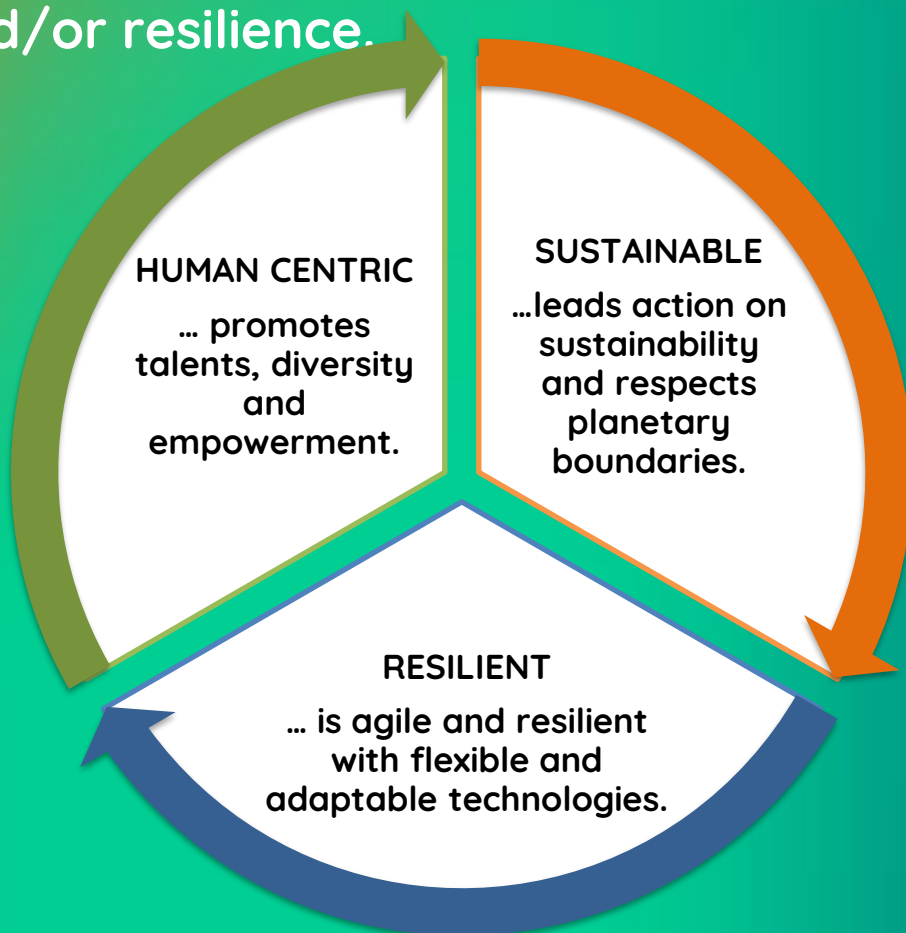 d/or resilience.
HUMAN CENTRIC
... promotes
talents, diversity
and
empowerment.
SUSTAINABLE
...leads action on
sustainability
and respects
planetary
boundaries.
RESILIENT
... is agile and resilient
with flexible and
adaptable technologies.